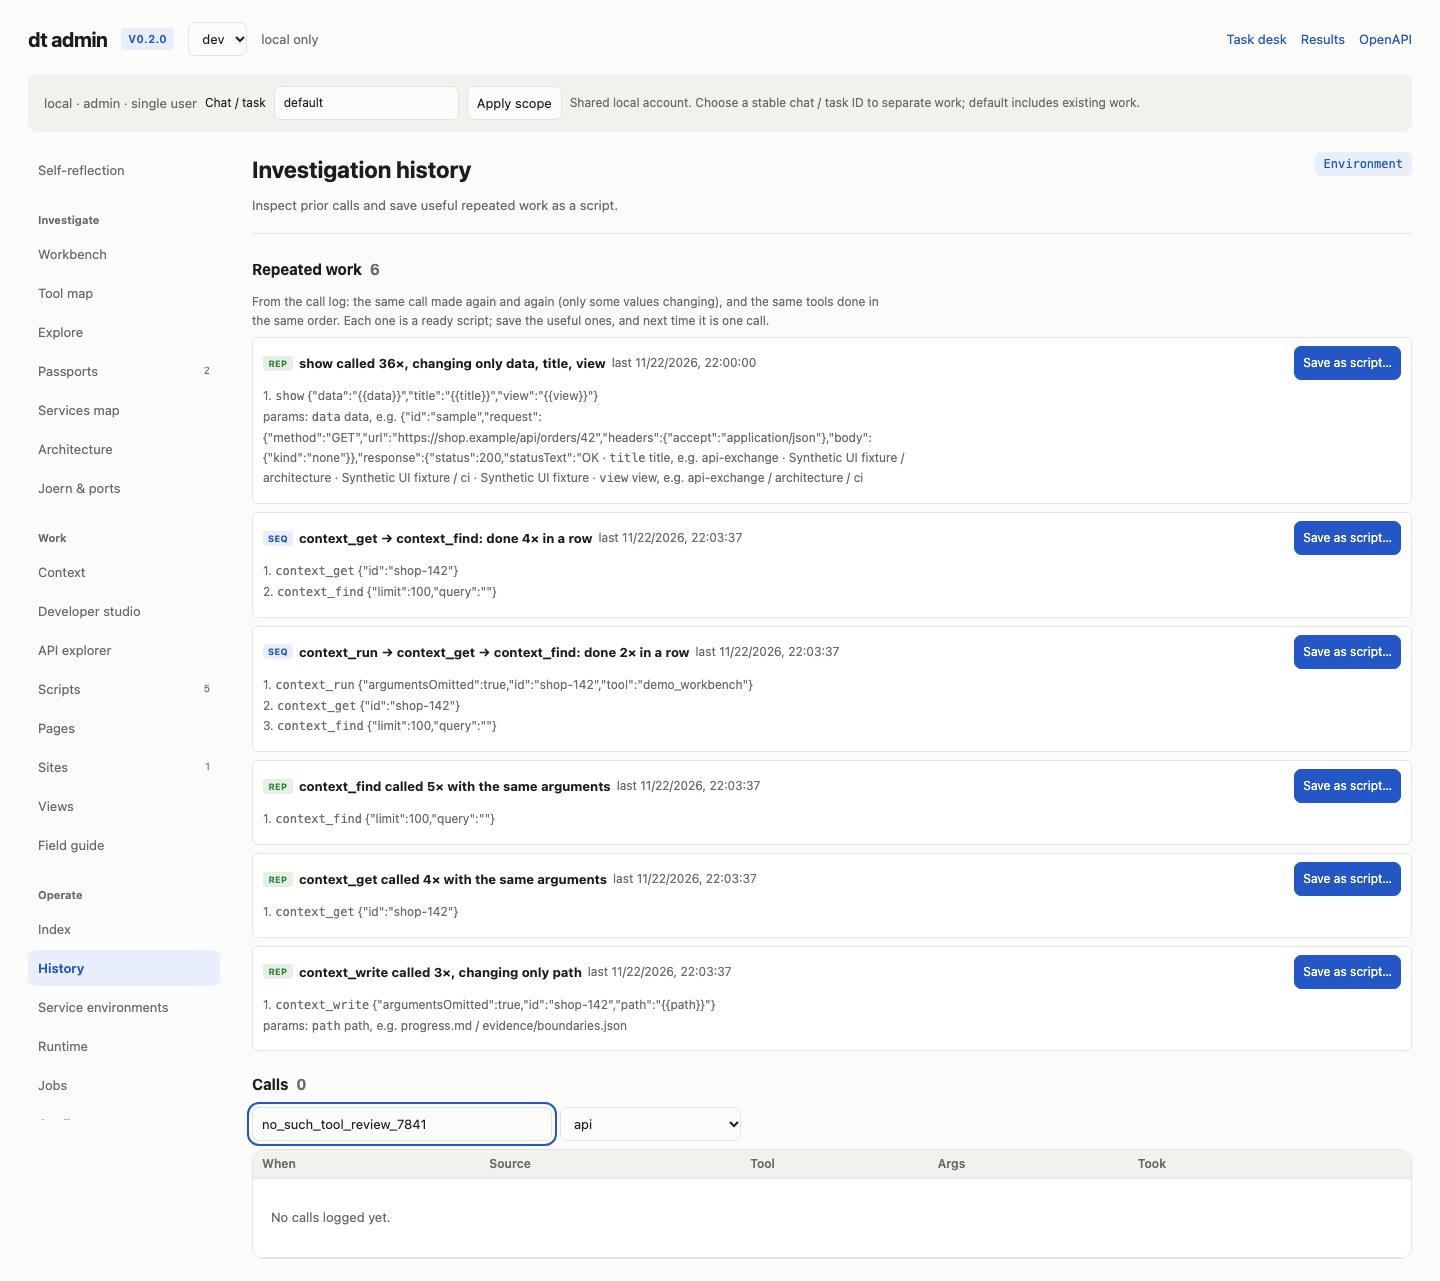 dt admin V0.2.0 dev local only Task desk Results OpenAPI
local · admin · single user Chat / task default Apply scope Shared local account. Choose a stable chat / task ID to separate work; default includes existing work.
Self-reflection
Investigate
Workbench
Tool map
Explore
Passports 2
Services map
Architecture
Joern & ports
Work
Context
Developer studio
API explorer
Scripts 5
Pages
Sites 1
Views
Field guide
Operate
Index
History
Service environments
Runtime
Jobs
Investigation history Environment
Inspect prior calls and save useful repeated work as a script.
Repeated work 6
From the call log: the same call made again and again (only some values changing), and the same tools done in
the same order. Each one is a ready script; save the useful ones, and next time it is one call.
REP show called 36×, changing only data, title, view last 11/22/2026, 22:00:00 Save as script…
1. show {"data":"{{data}}","title":"{{title}}","view":"{{view}}"}
params: data data, e.g. {"id":"sample","request":
{"method":"GET","url":"https://shop.example/api/orders/42","headers":{"accept":"application/json"},"body":
{"kind":"none"}},"response":{"status":200,"statusText":"OK · title title, e.g. api-exchange · Synthetic UI fixture /
architecture · Synthetic UI fixture / ci · Synthetic UI fixture · view view, e.g. api-exchange / architecture / ci
SEQ context_get → context_find: done 4× in a row last 11/22/2026, 22:03:37 Save as script…
1. context_get {"id":"shop-142"}
2. context_find {"limit":100,"query":""}
SEQ context_run → context_get → context_find: done 2× in a row last 11/22/2026, 22:03:37 Save as script…
1. context_run {"argumentsOmitted":true,"id":"shop-142","tool":"demo_workbench"}
2. context_get {"id":"shop-142"}
3. context_find {"limit":100,"query":""}
REP context_find called 5× with the same arguments last 11/22/2026, 22:03:37 Save as script…
1. context_find {"limit":100,"query":""}
REP context_get called 4× with the same arguments last 11/22/2026, 22:03:37 Save as script…
1. context_get {"id":"shop-142"}
REP context_write called 3×, changing only path last 11/22/2026, 22:03:37 Save as script…
1. context_write {"argumentsOmitted":true,"id":"shop-142","path":"{{path}}"}
params: path path, e.g. progress.md / evidence/boundaries.json
Calls 0
no_such_tool_review_7841 api
When Source Tool Args Took
No calls logged yet.